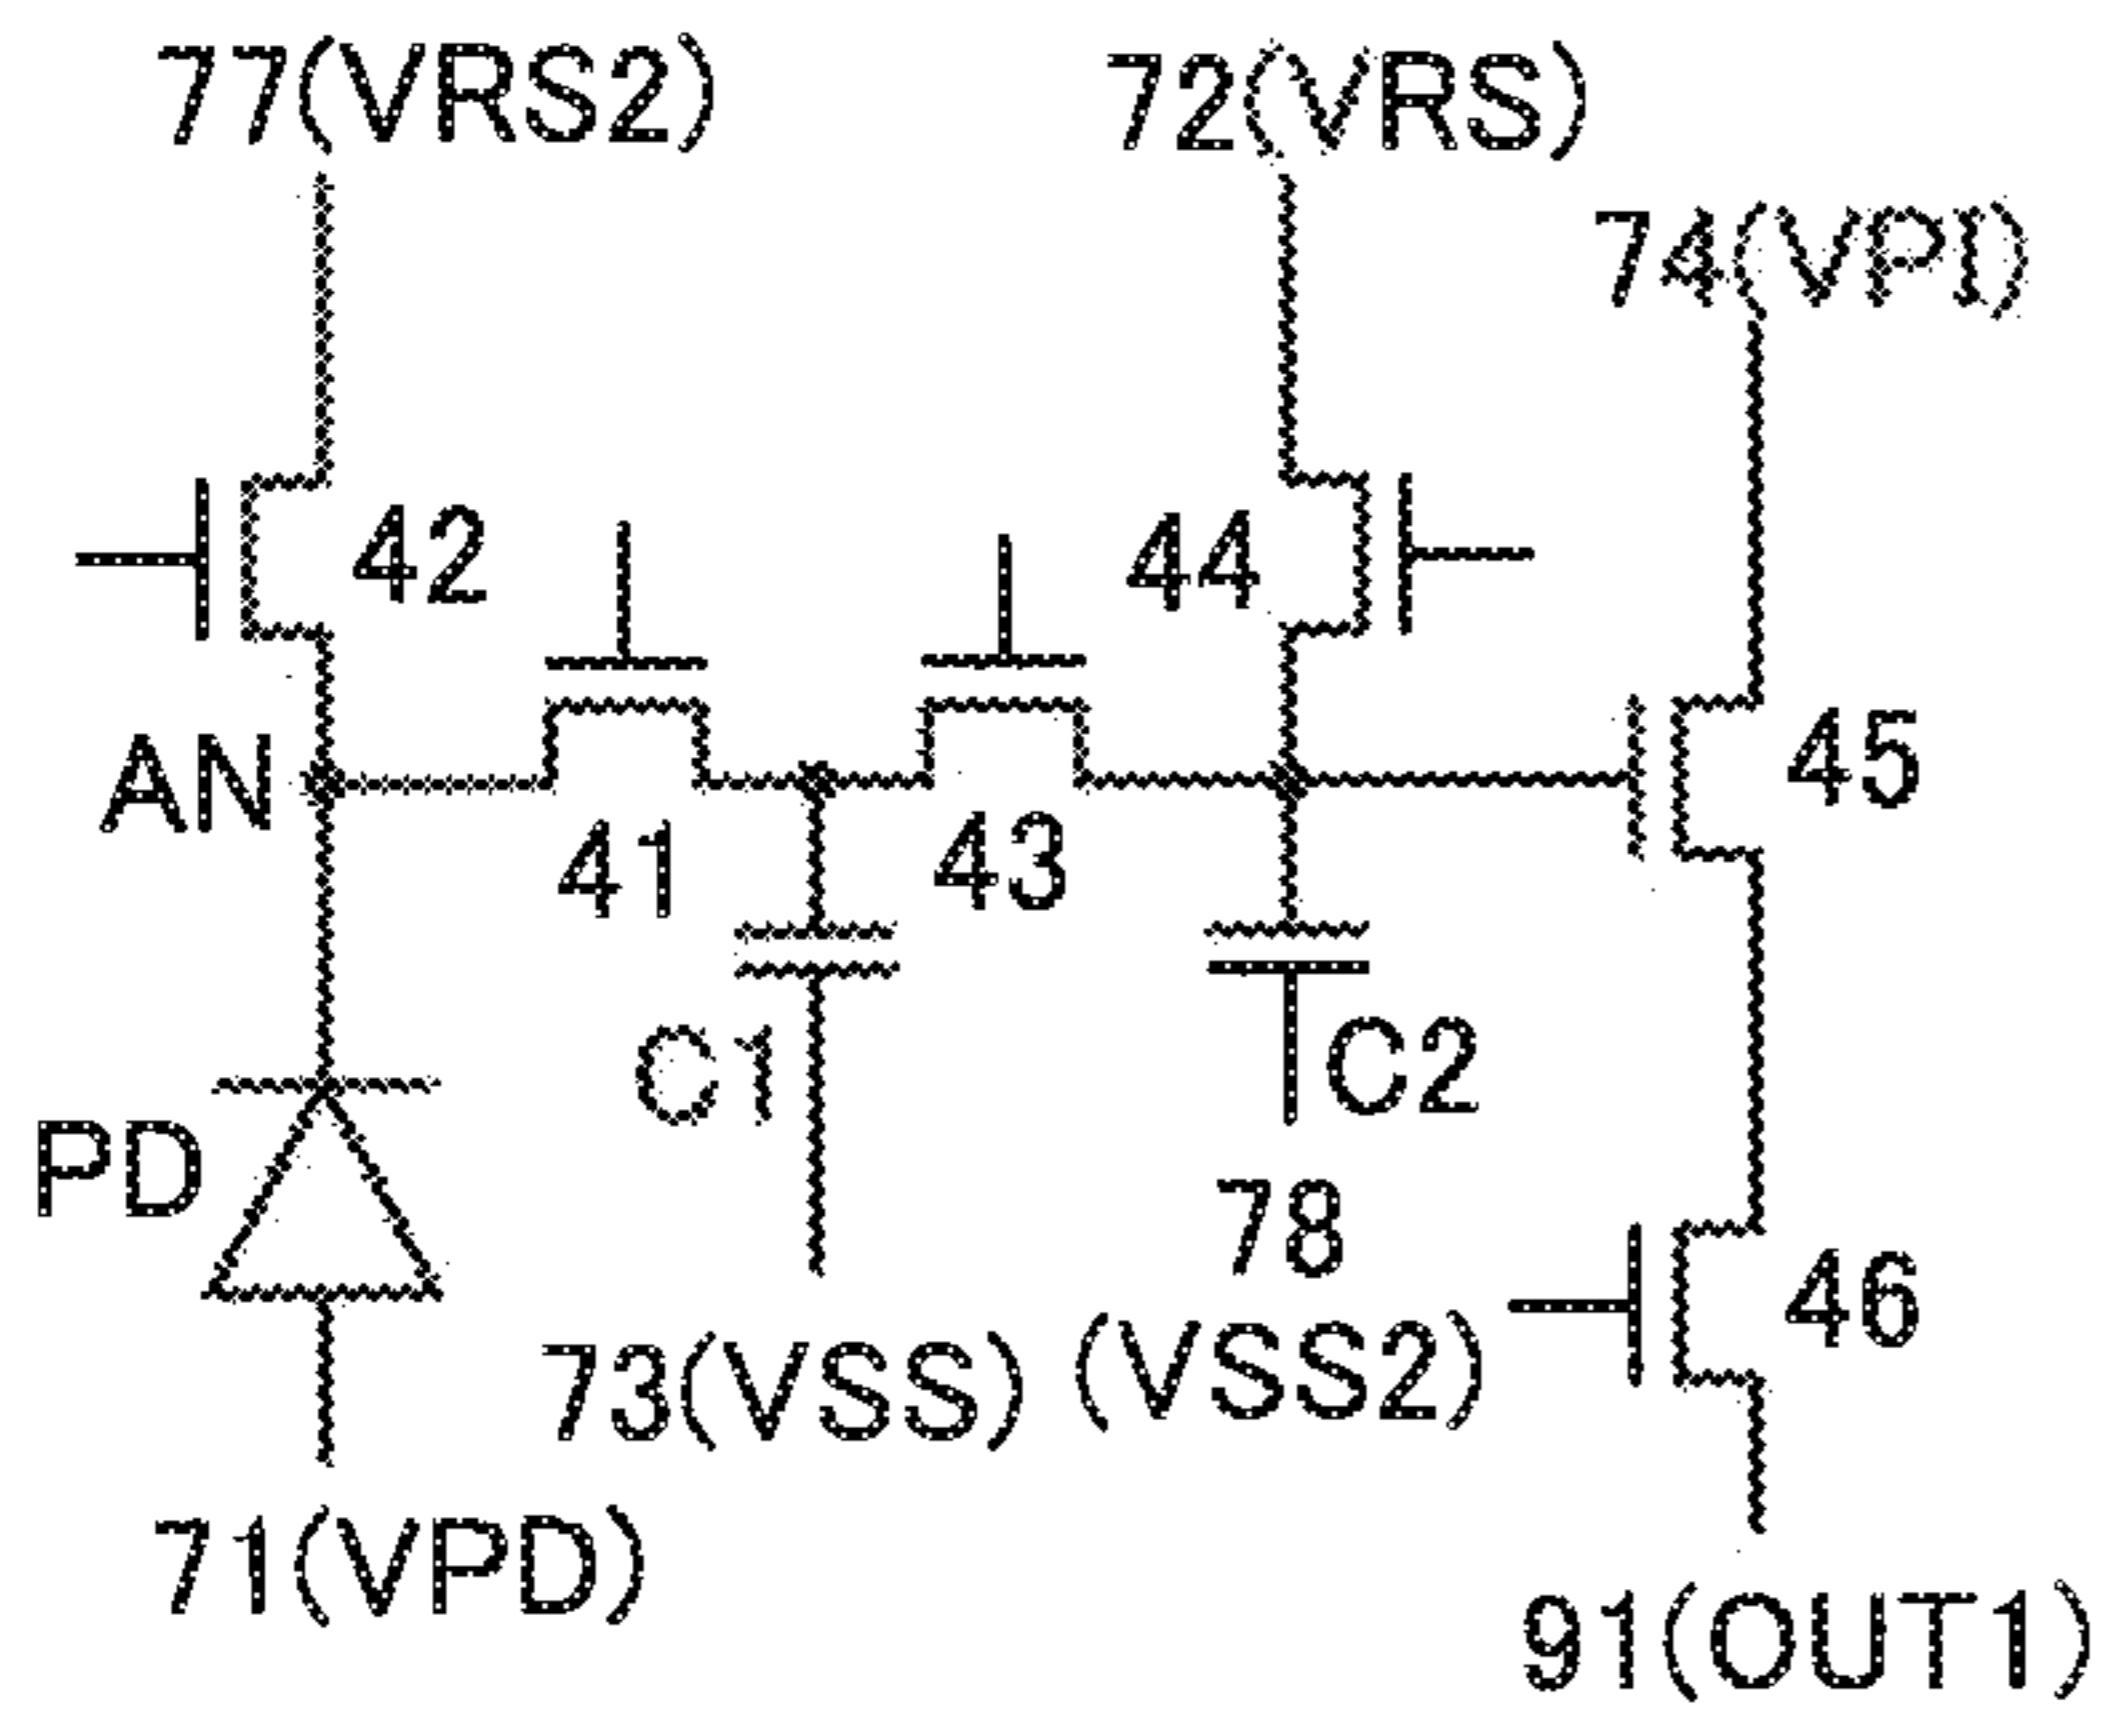 77(VRS2)
72(VRS)
74(VPI)
42
44
AN
45
41
43
C1
C2
PD
78
(VSS2)
46
73(VSS)
71(VPD)
91(OUT1)